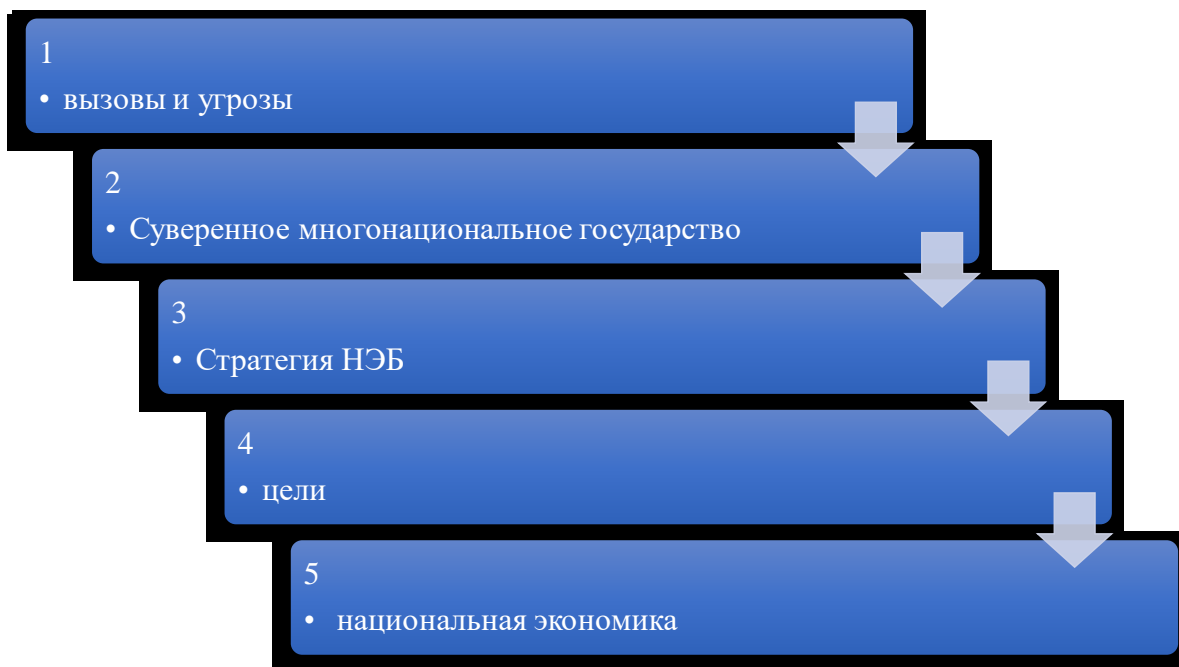 1
• вызовы и угрозы
2
• Суверенное многонациональное государство
3
• Стратегия НЭБ
4
• цели
5
• национальная экономика